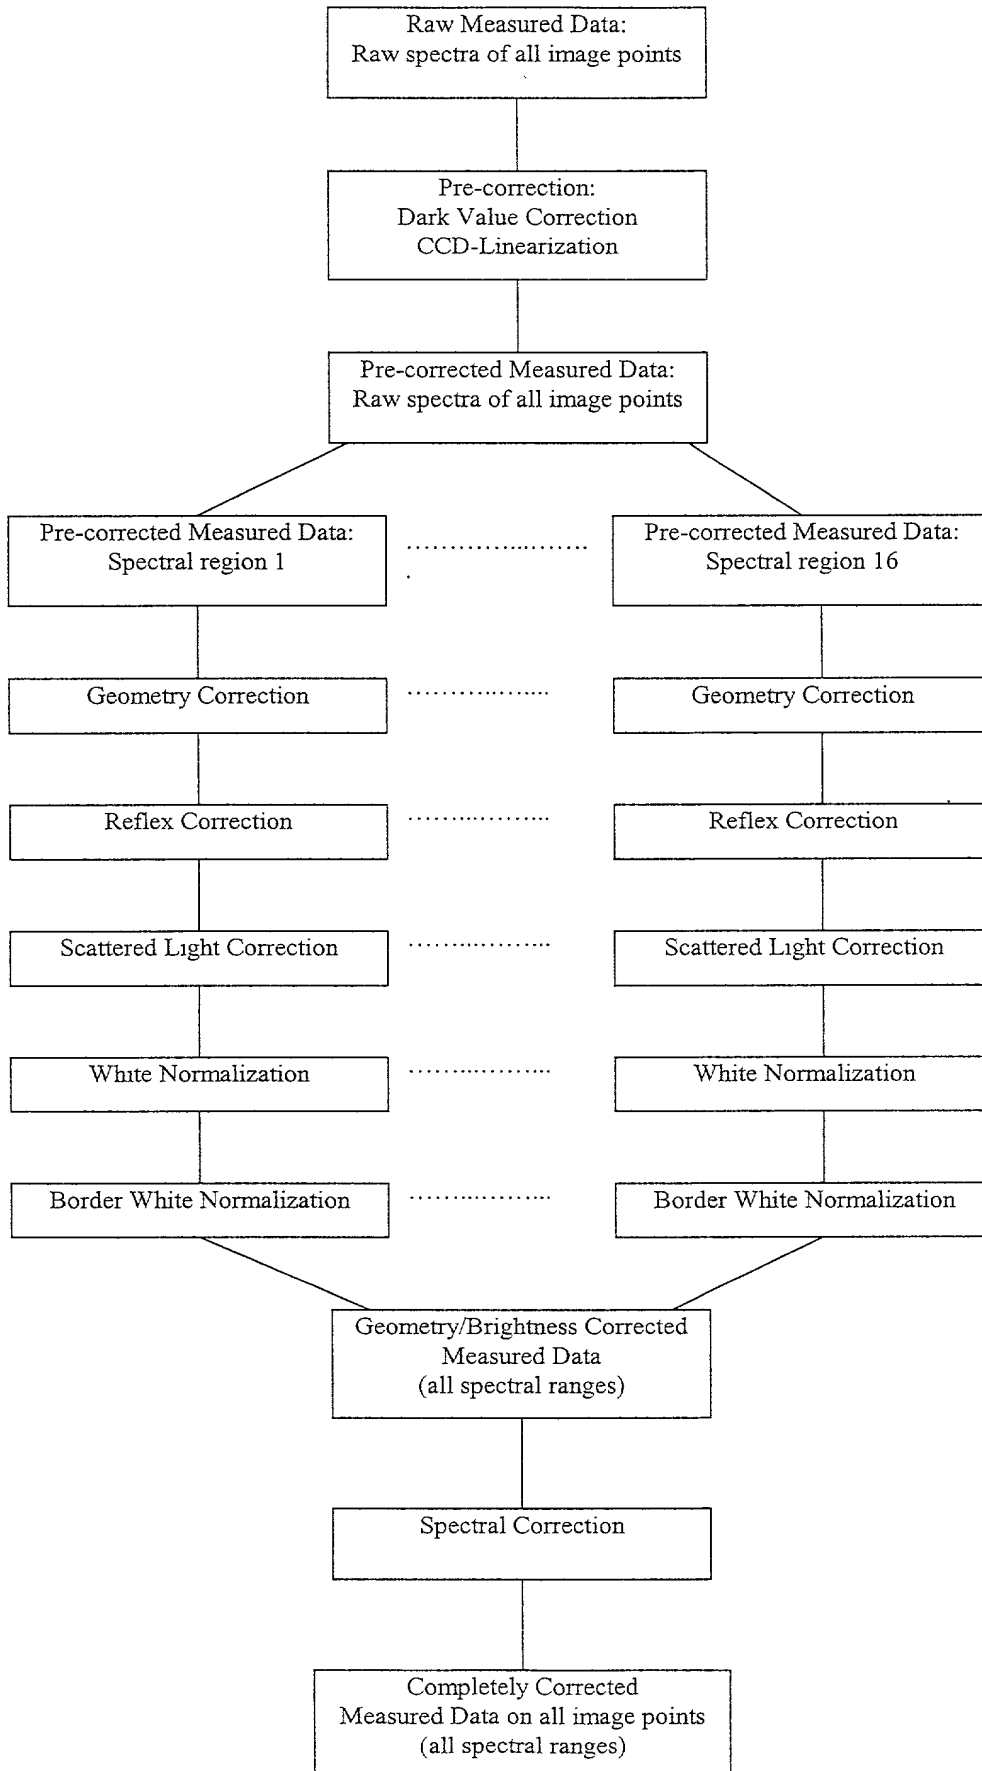 Raw Measured Data:
Raw spectra of all image points
Pre-correction:
Dark Value Correction
CCD-Linearization
Pre-corrected Measured Data:
Raw spectra of all image points
Pre-corrected Measured Data:
Spectral region 1
Pre-corrected Measured Data:
Spectral region 16
Geometry Correction
Geometry Correction
Reflex Correction
Reflex Correction
Scattered Light Correction
Scattered Light Correction
White Normalization
White Normalization
Border White Normalization
Border White Normalization
Geometry/Brightness Corrected
Measured Data
(all spectral ranges)
Spectral Correction
Completely Corrected
Measured Data on all image points
(all spectral ranges)